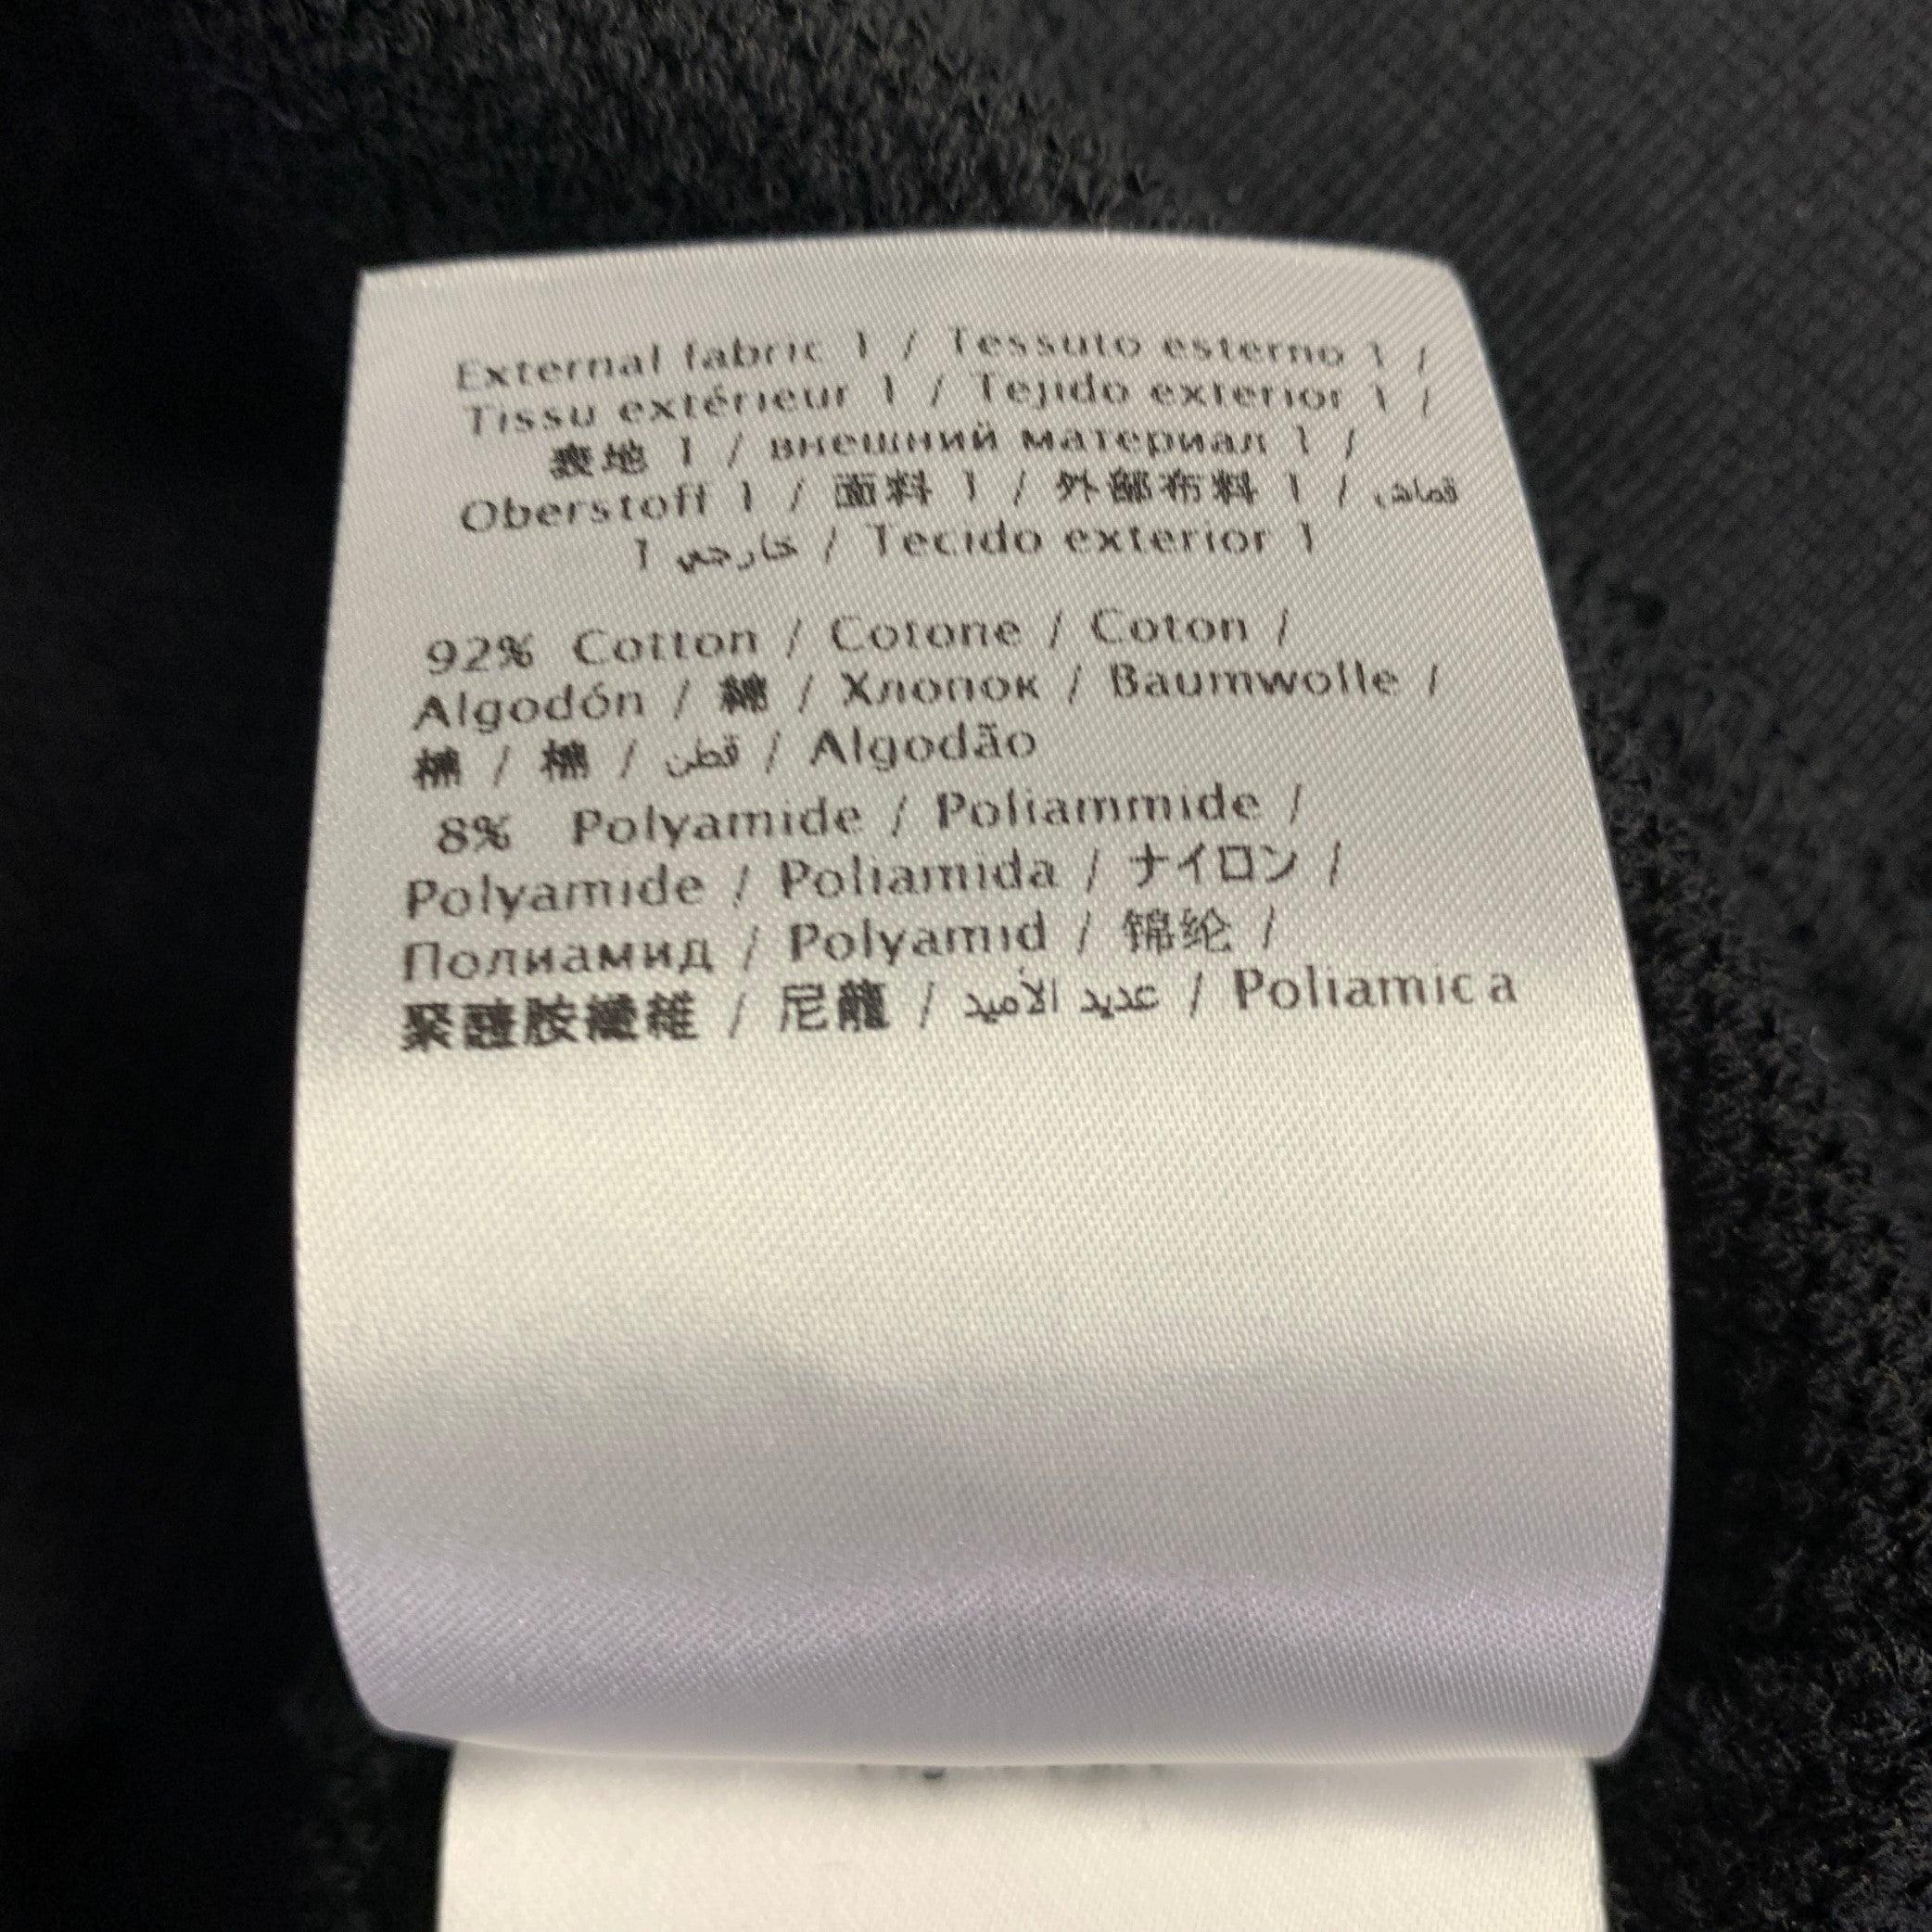 External fabric 1 / Tessuto esterno 1 /
Tissu extérieur 1 / Tejido exterior 1 /
表地 1 / внешний материал 1 /
Oberstoff 1 / 面料 1 / 外部布料 1 / قماش
خارجي 1 / Tecido exterior 1
92% Cotton / Cotone / Coton /
Algodón / 綿 / Хлопок / Baumwolle /
棉 / 棉 / قطن / Algodão
8% Polyamide / Poliammide /
Polyamide / Poliamida / ナイロン /
Полиамид / Polyamid / 锦纶 /
聚醯胺纖維 / 尼龍 / عديد الأميد / Poliamica